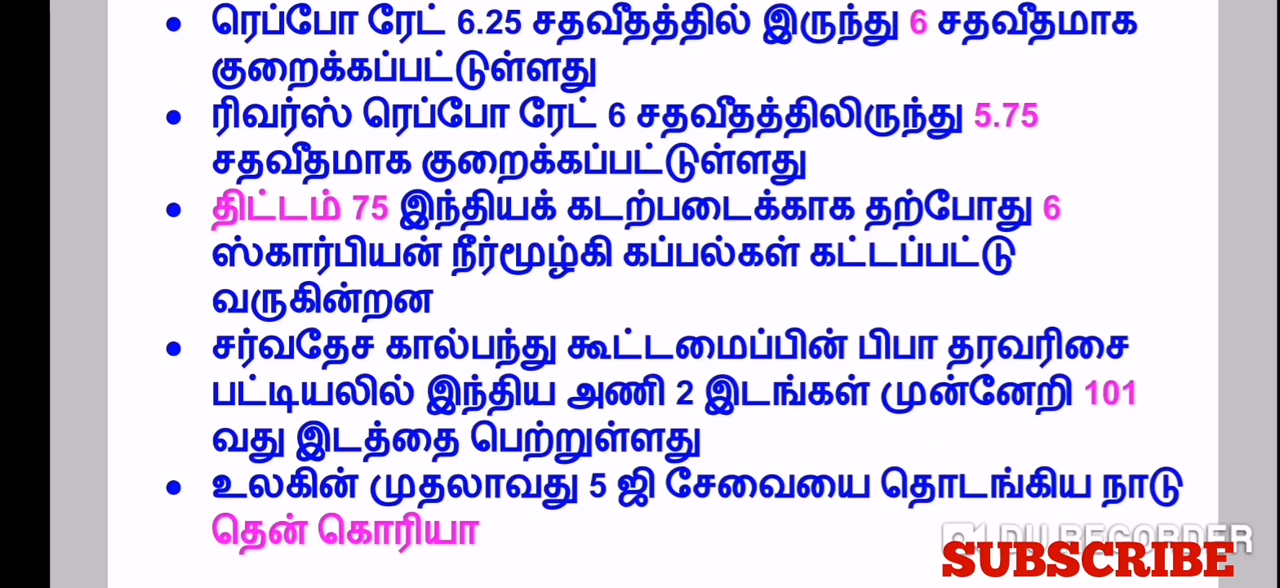 ரெப்போ ரேட் 6.25 சதவீதத்தில் இருந்து 6 சதவீதமாக
குறைக்கப்பட்டுள்ளது
ரிவர்ஸ் ரெப்போ ரேட் 6 சதவீதத்திலிருந்து 5.75
சதவீதமாக குறைக்கப்பட்டுள்ளது
திட்டம் 75 இந்தியக் கடற்படைக்காக தற்போது 6
ஸ்கார்பியன் நீர்மூழ்கி கப்பல்கள் கட்டப்பட்டு
வருகின்றன
சர்வதேச கால்பந்து கூட்டமைப்பின் பிபா தரவரிசை
பட்டியலில் இந்திய அணி 2 இடங்கள் முன்னேறி 101
வது இடத்தை பெற்றுள்ளது
உலகின் முதலாவது 5 ஜி சேவையை தொடங்கிய நாடு
தென் கொரியா
DU RECORDER
SUBSCRIBE